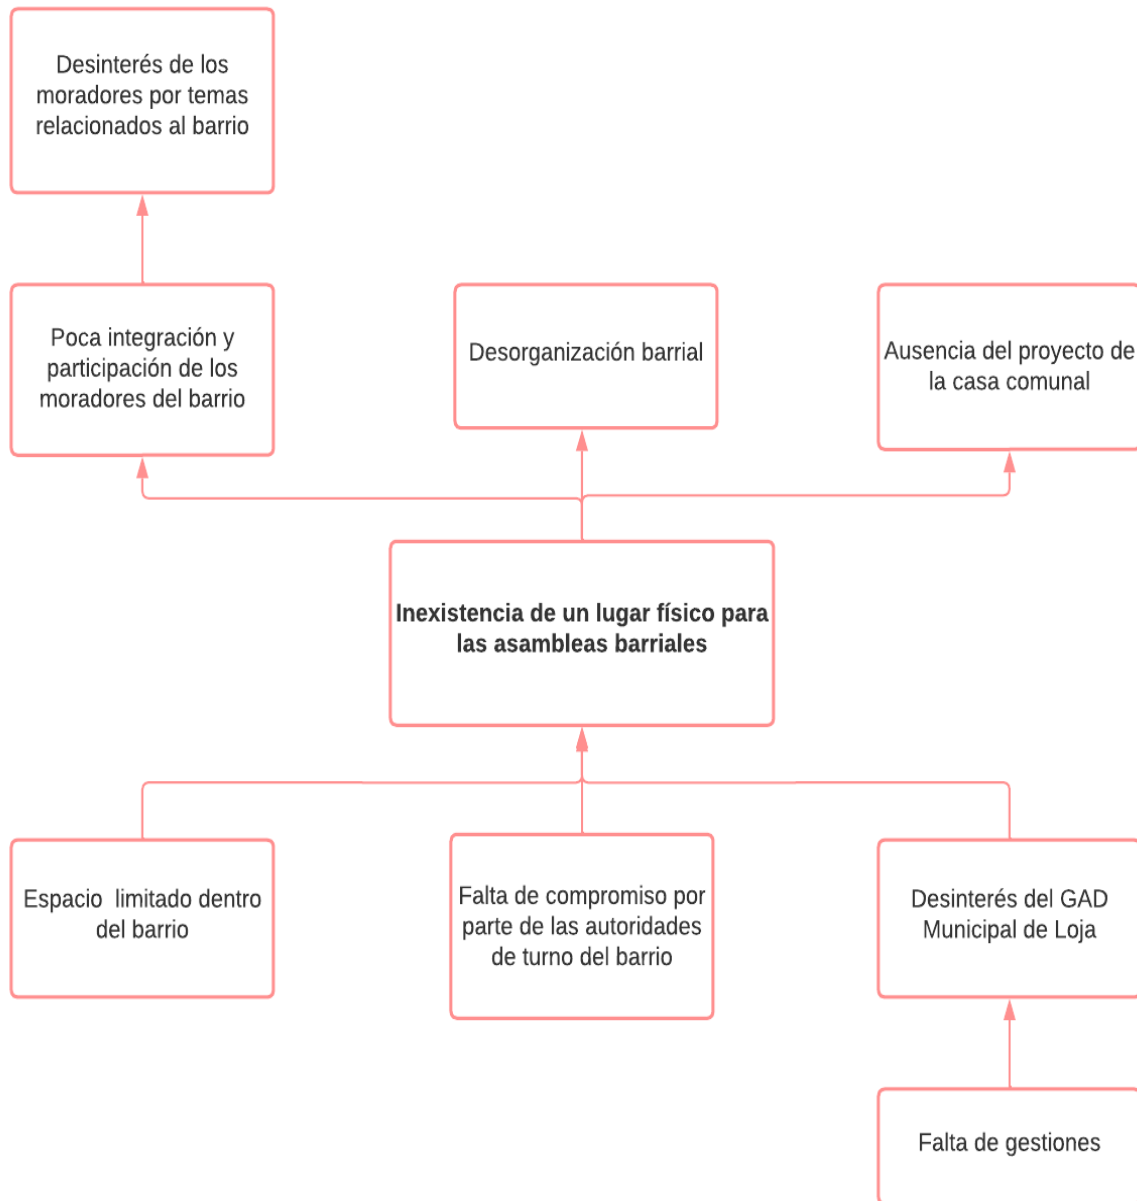 Desinterés de los
moradores por temas
relacionados al barrio
Poca integración y
participación de los
moradores del barrio
Desorganización barrial
Ausencia del proyecto de
la casa comunal
Inexistencia de un lugar físico para
las asambleas barriales
Espacio  limitado dentro
del barrio
Falta de compromiso por
parte de las autoridades
de turno del barrio
Desinterés del GAD
Municipal de Loja
Falta de gestiones